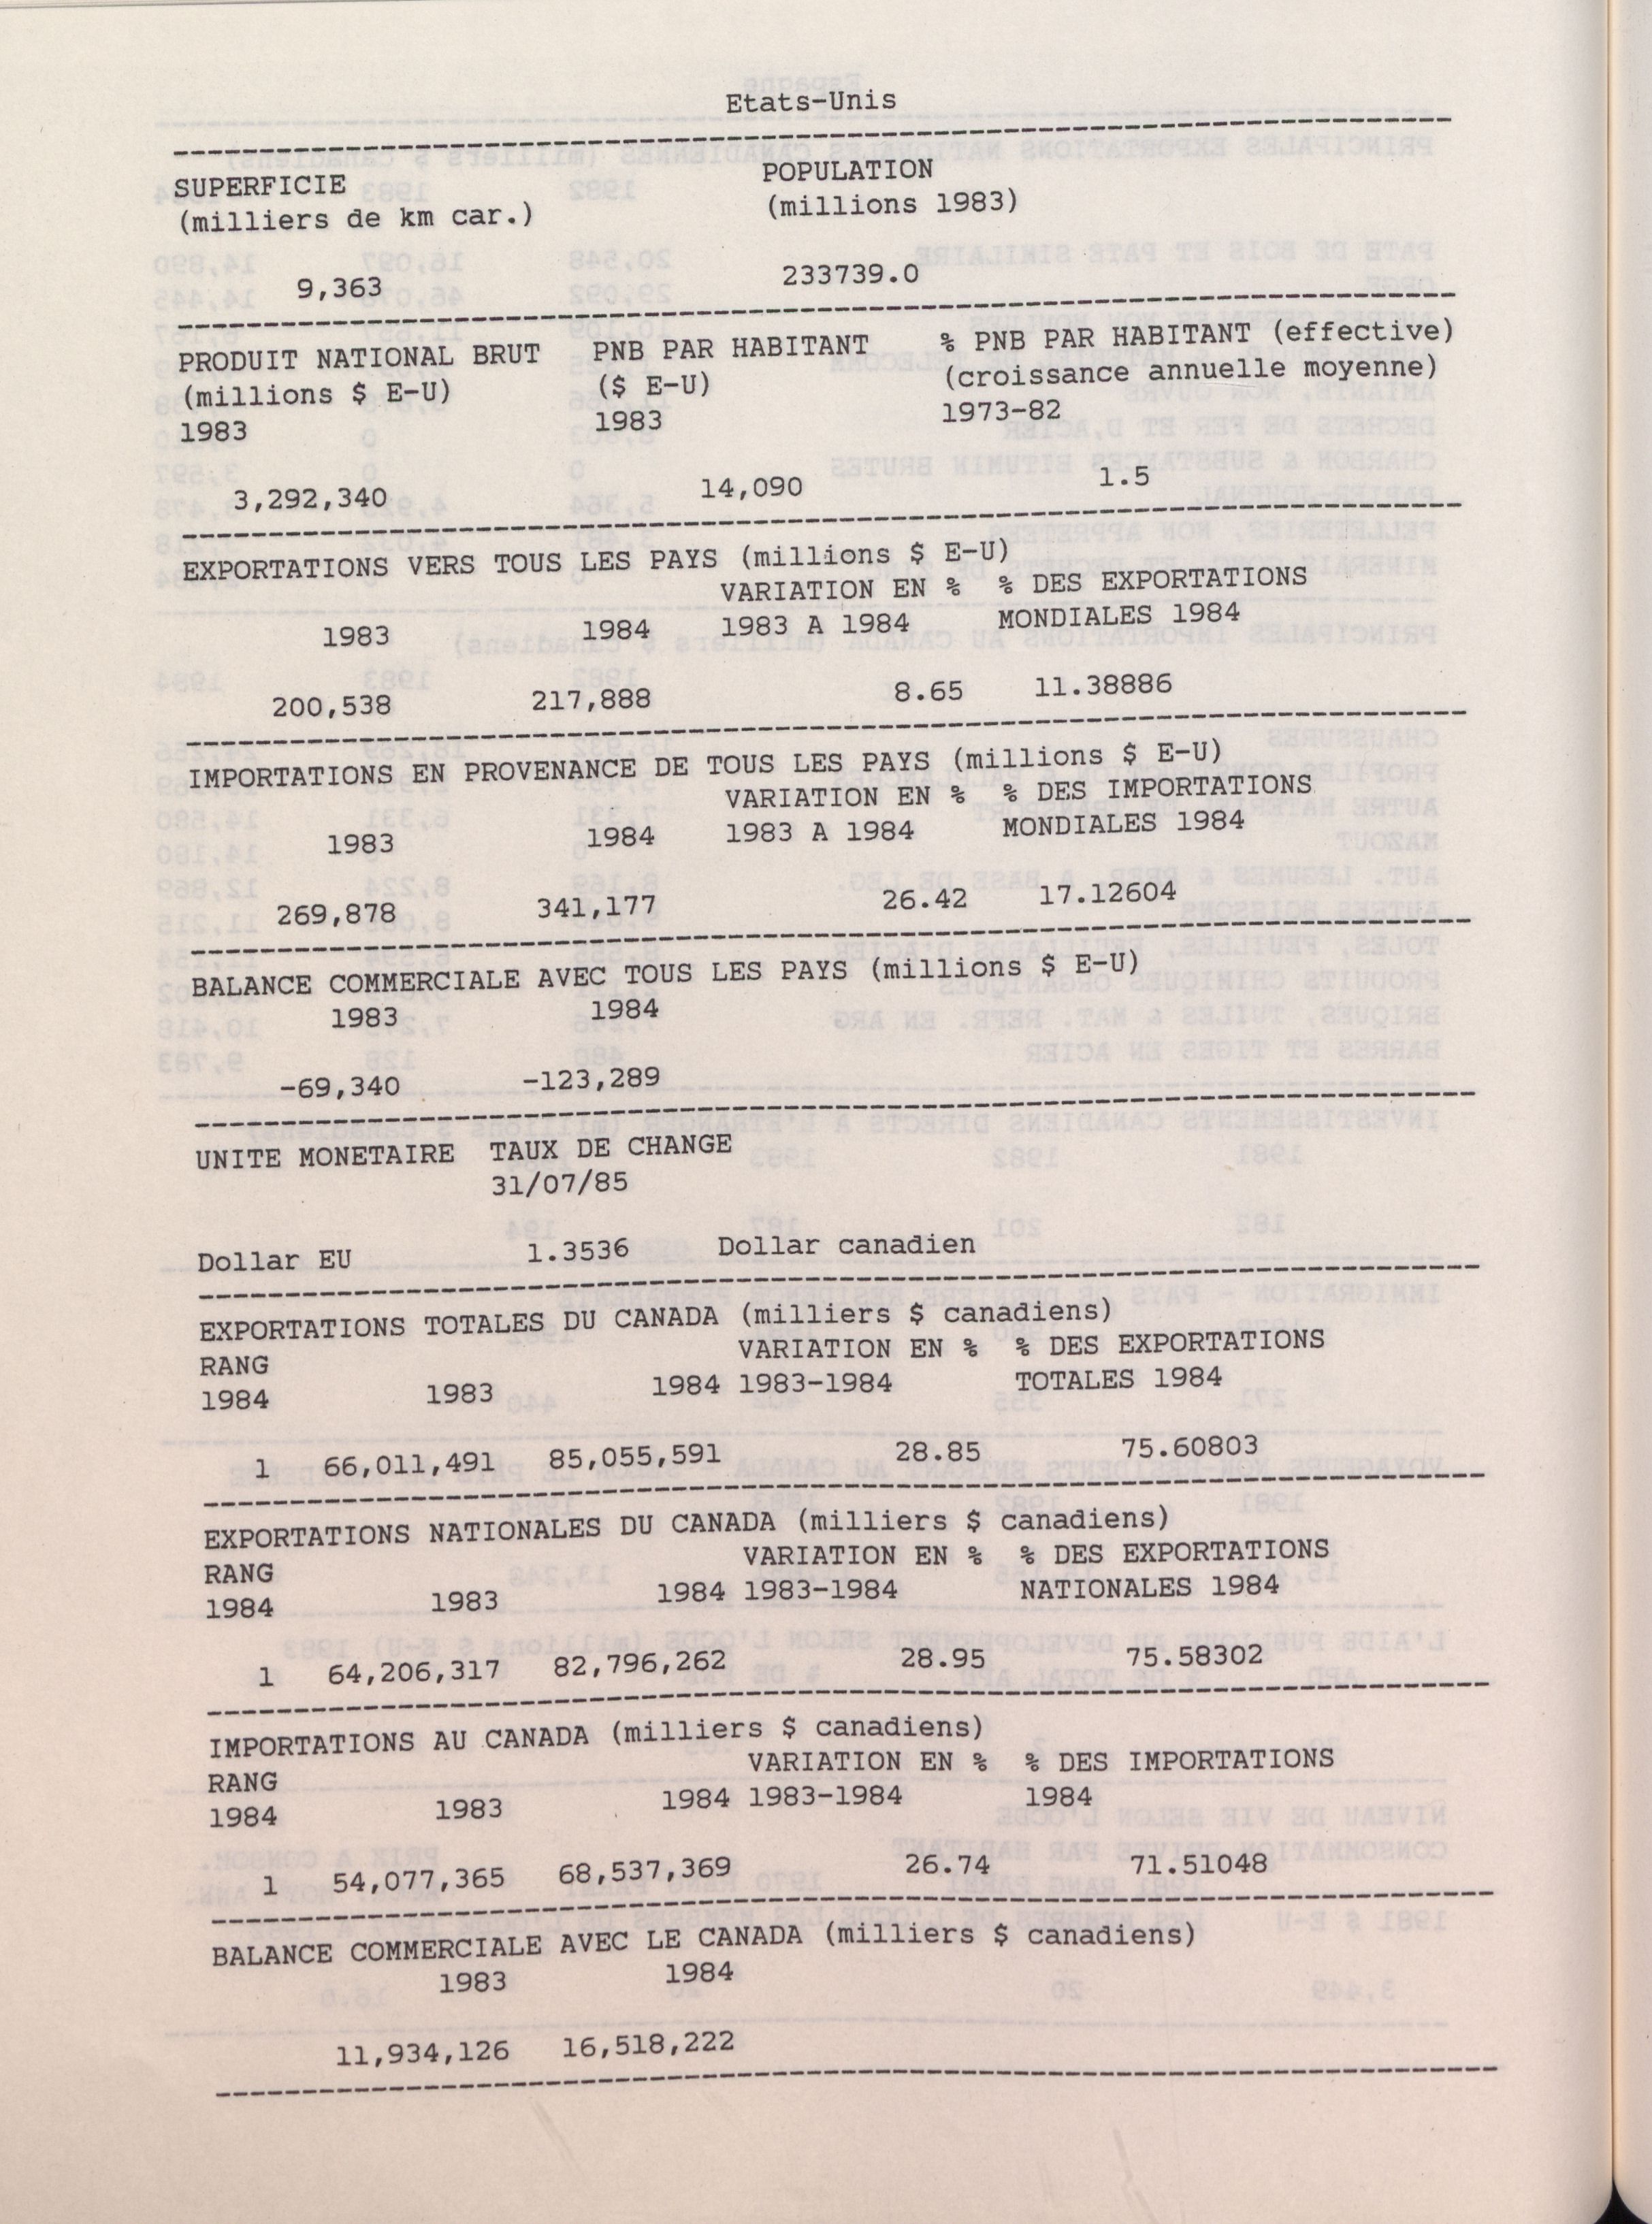 Etats-Unis
SUPERFICIE POPULATION
(milliers de km car.) (millions 1983)
9,363 233739.0
PRODUIT NATIONAL BRUT PNB PAR HABITANT % PNB PAR HABITANT (effective)
(millions $ E-U) ($ E-U) (croissance annuelle moyenne)
1983 1983 1973-82
3,292,340 14,090 1.5
EXPORTATIONS VERS TOUS LES PAYS (millions $ E-U)
VARIATION EN % % DES EXPORTATIONS
1983 1984 1983 A 1984 MONDIALES 1984
200,538 217,888 8.65 11.38886
IMPORTATIONS EN PROVENANCE DE TOUS LES PAYS (millions $ E-U)
VARIATION EN % % DES IMPORTATIONS
1983 1984 1983 A 1984 MONDIALES 1984
269,878 341,177 26.42 17.12604
BALANCE COMMERCIALE AVEC TOUS LES PAYS (millions $ E-U)
1983 1984
-69,340 -123,289
UNITE MONETAIRE TAUX DE CHANGE
31/07/85
Dollar EU 1.3536 Dollar canadien
EXPORTATIONS TOTALES DU CANADA (milliers $ canadiens)
RANG VARIATION EN % % DES EXPORTATIONS
1984 1983 1984 1983-1984 TOTALES 1984
1 66,011,491 85,055,591 28.85 75.60803
EXPORTATIONS NATIONALES DU CANADA (milliers $ canadiens)
RANG VARIATION EN % % DES EXPORTATIONS
1984 1983 1984 1983-1984 NATIONALES 1984
1 64,206,317 82,796,262 28.95 75.58302
IMPORTATIONS AU CANADA (milliers $ canadiens)
RANG VARIATION EN % % DES IMPORTATIONS
1984 1983 1984 1983-1984 1984
1 54,077,365 68,537,369 26.74 71.51048
BALANCE COMMERCIALE AVEC LE CANADA (milliers $ canadiens)
1983 1984
11,934,126 16,518,222